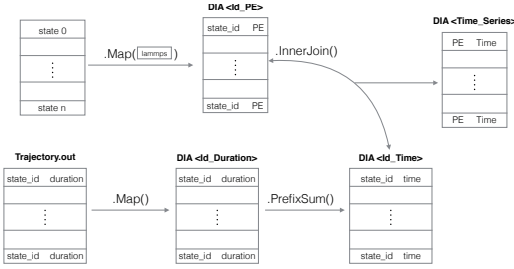 DIA <Id_PE>
state 0
state_id PE
DIA <Time_Series>
.Map( lammps )
.InnerJoin()
PE Time
state n
state_id PE
PE Time
Trajectory.out
DIA <Id_Duration>
DIA <Id_Time>
state_id duration
state_id duration
state_id time
.Map()
.PrefixSum()
state_id duration
state_id duration
state_id time